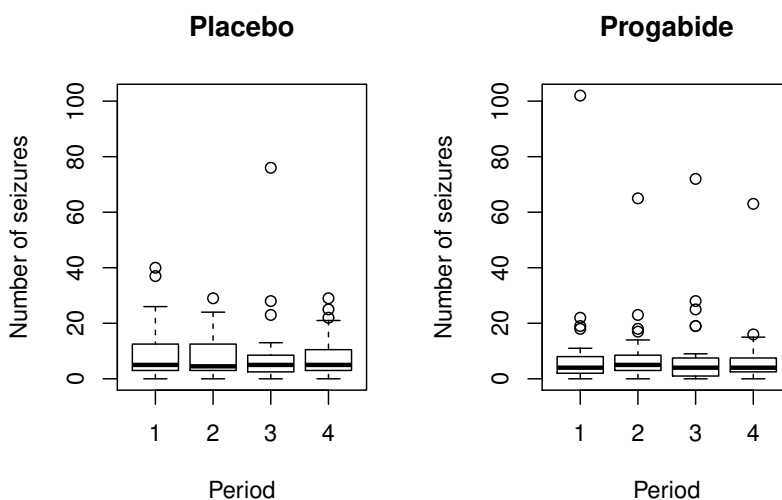 Placebo
Number of seizures
0 20 40 60 80 100
1 2 3 4
Period
Progabide
Number of seizures
0 20 40 60 80 100
1 2 3 4
Period